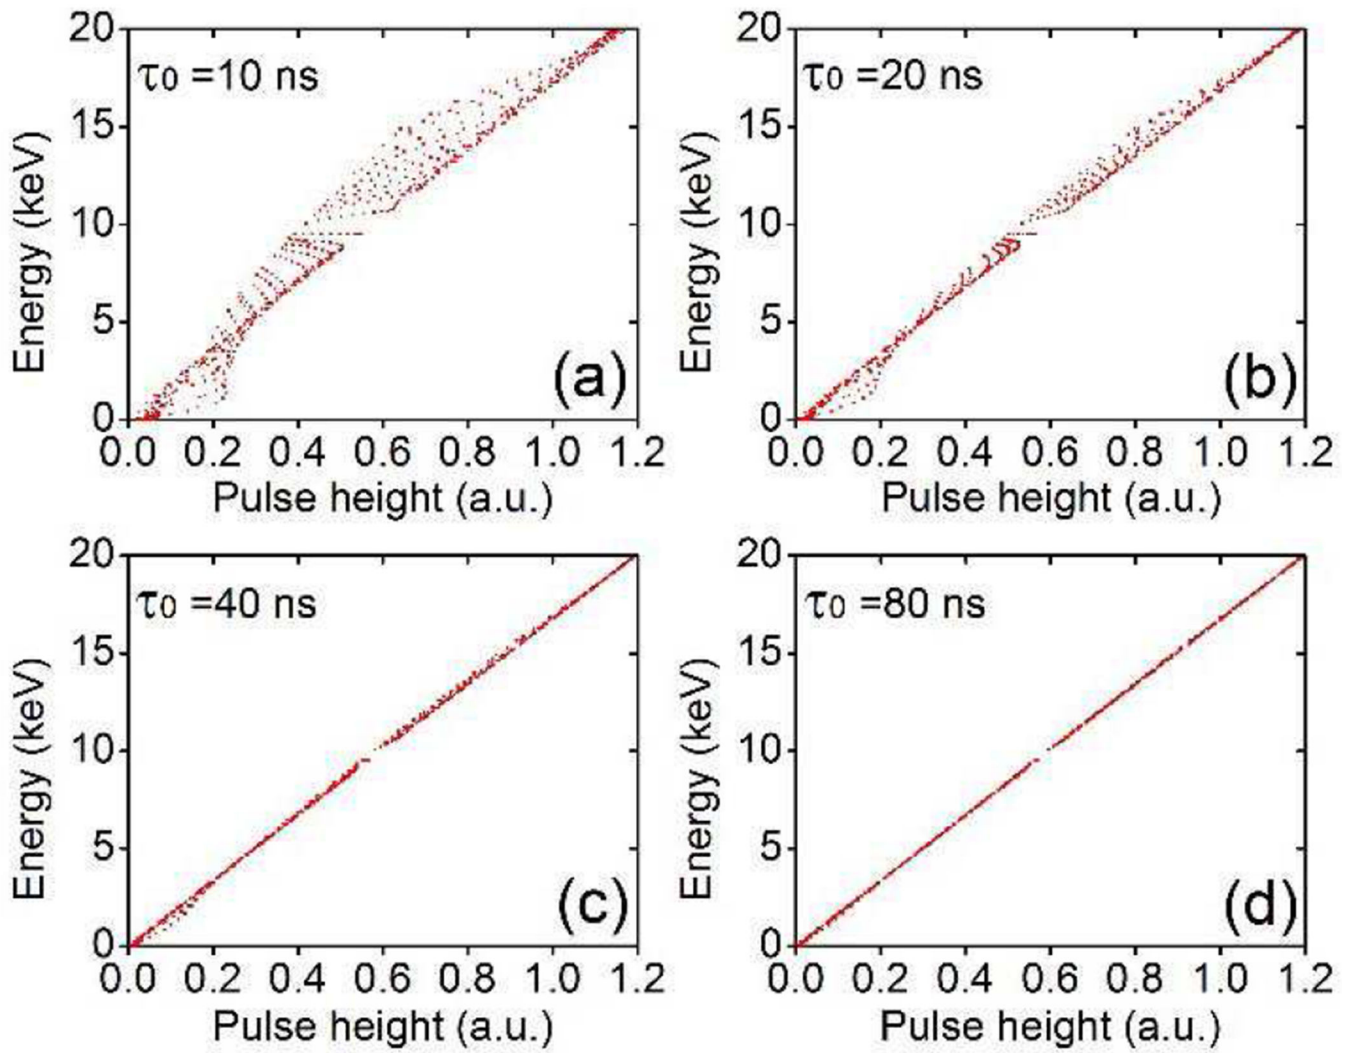 20
15
10
5
0
Energy (keV)
τ0 =10 ns
(a)
0.0 0.2 0.4 0.6 0.8 1.0 1.2
Pulse height (a.u.)
20
15
10
5
0
Energy (keV)
τ0 =20 ns
(b)
0.0 0.2 0.4 0.6 0.8 1.0 1.2
Pulse height (a.u.)
20
15
10
5
0
Energy (keV)
τ0 =40 ns
(c)
0.0 0.2 0.4 0.6 0.8 1.0 1.2
Pulse height (a.u.)
20
15
10
5
0
Energy (keV)
τ0 =80 ns
(d)
0.0 0.2 0.4 0.6 0.8 1.0 1.2
Pulse height (a.u.)